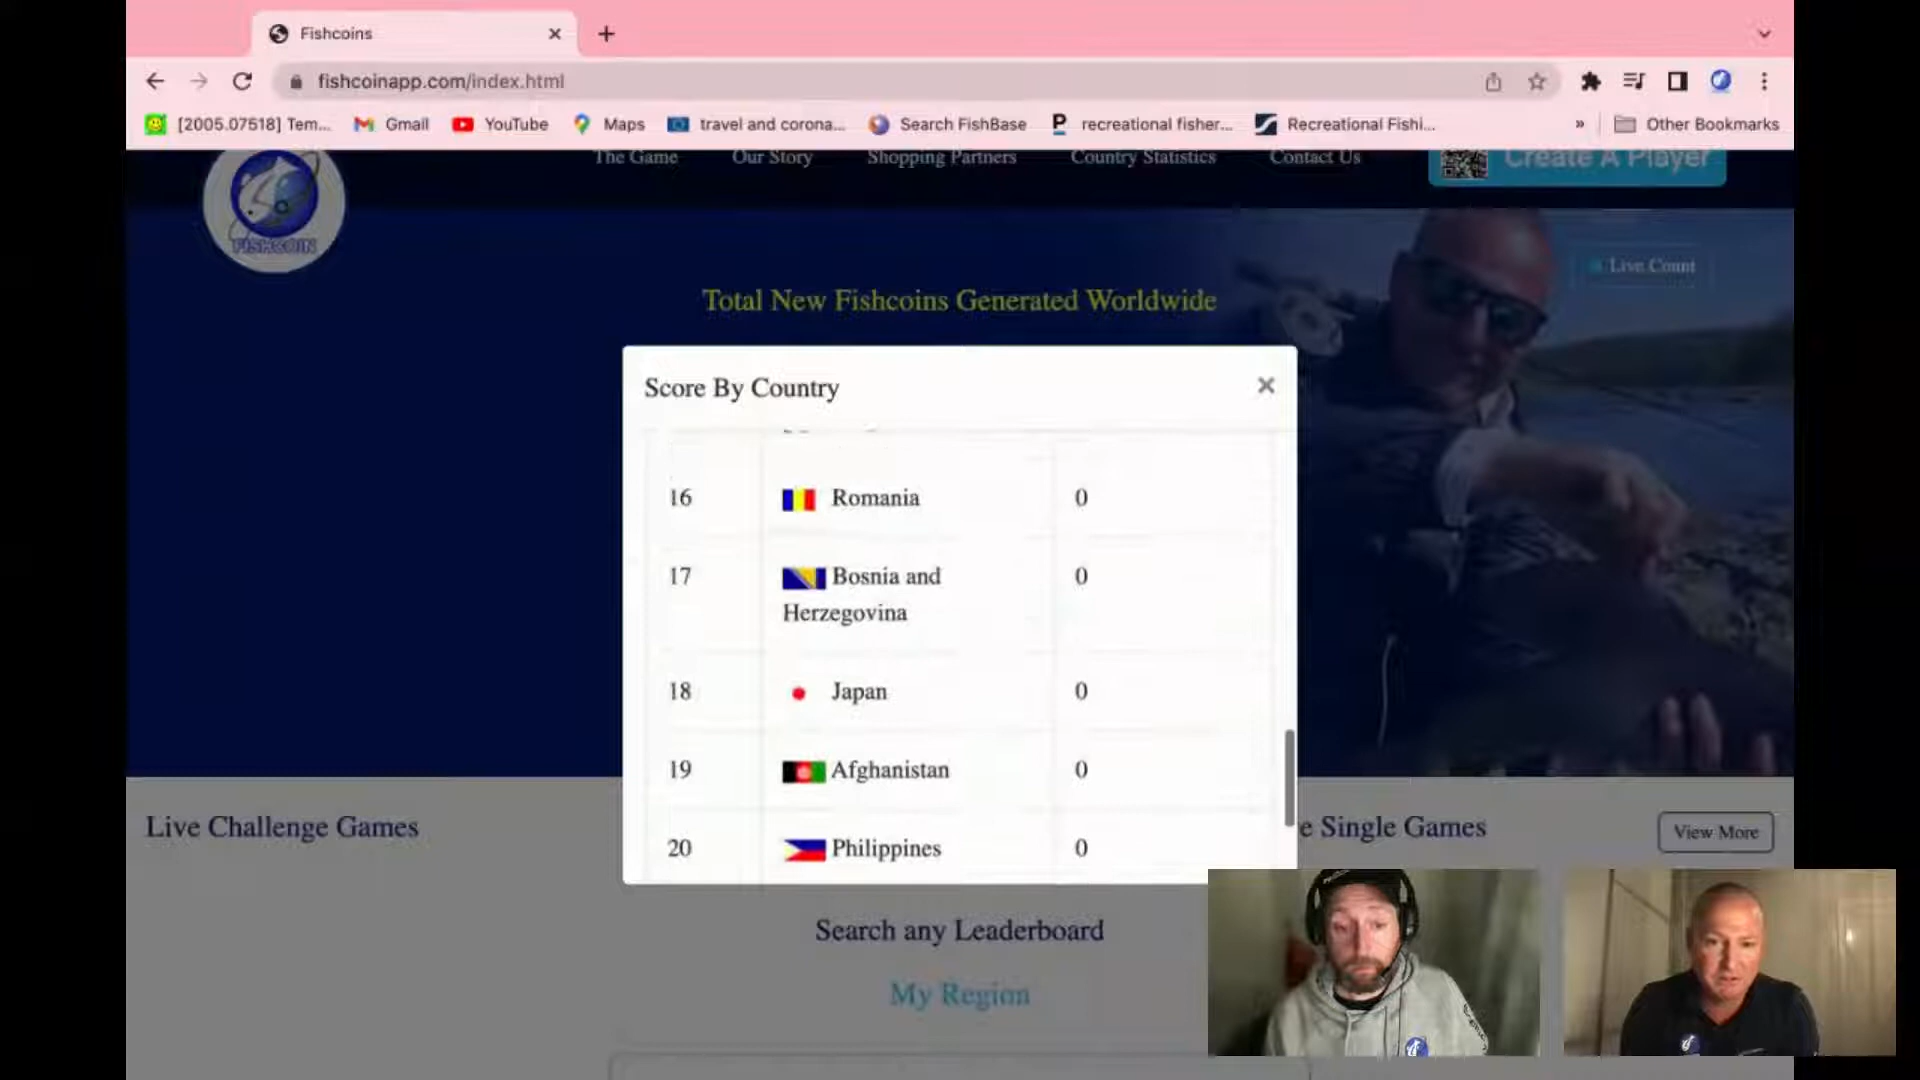 Fishcoins
fishcoinapp.com/index.html
[2005.07518] Tem...
Gmail
YouTube
Maps
travel and corona...
Search FishBase
recreational fisher...
Recreational Fishi...
»
Other Bookmarks
The Game
Our Story
Shopping Partners
Country Statistics
Contact Us
Create A Player
FISHCOIN
Live Count
Total New Fishcoins Generated Worldwide
Score By Country
16 Romania 0
17 Bosnia and 0
Herzegovina
18 Japan 0
19 Afghanistan 0
20 Philippines 0
Live Challenge Games
e Single Games
View More
Search any Leaderboard
My Region